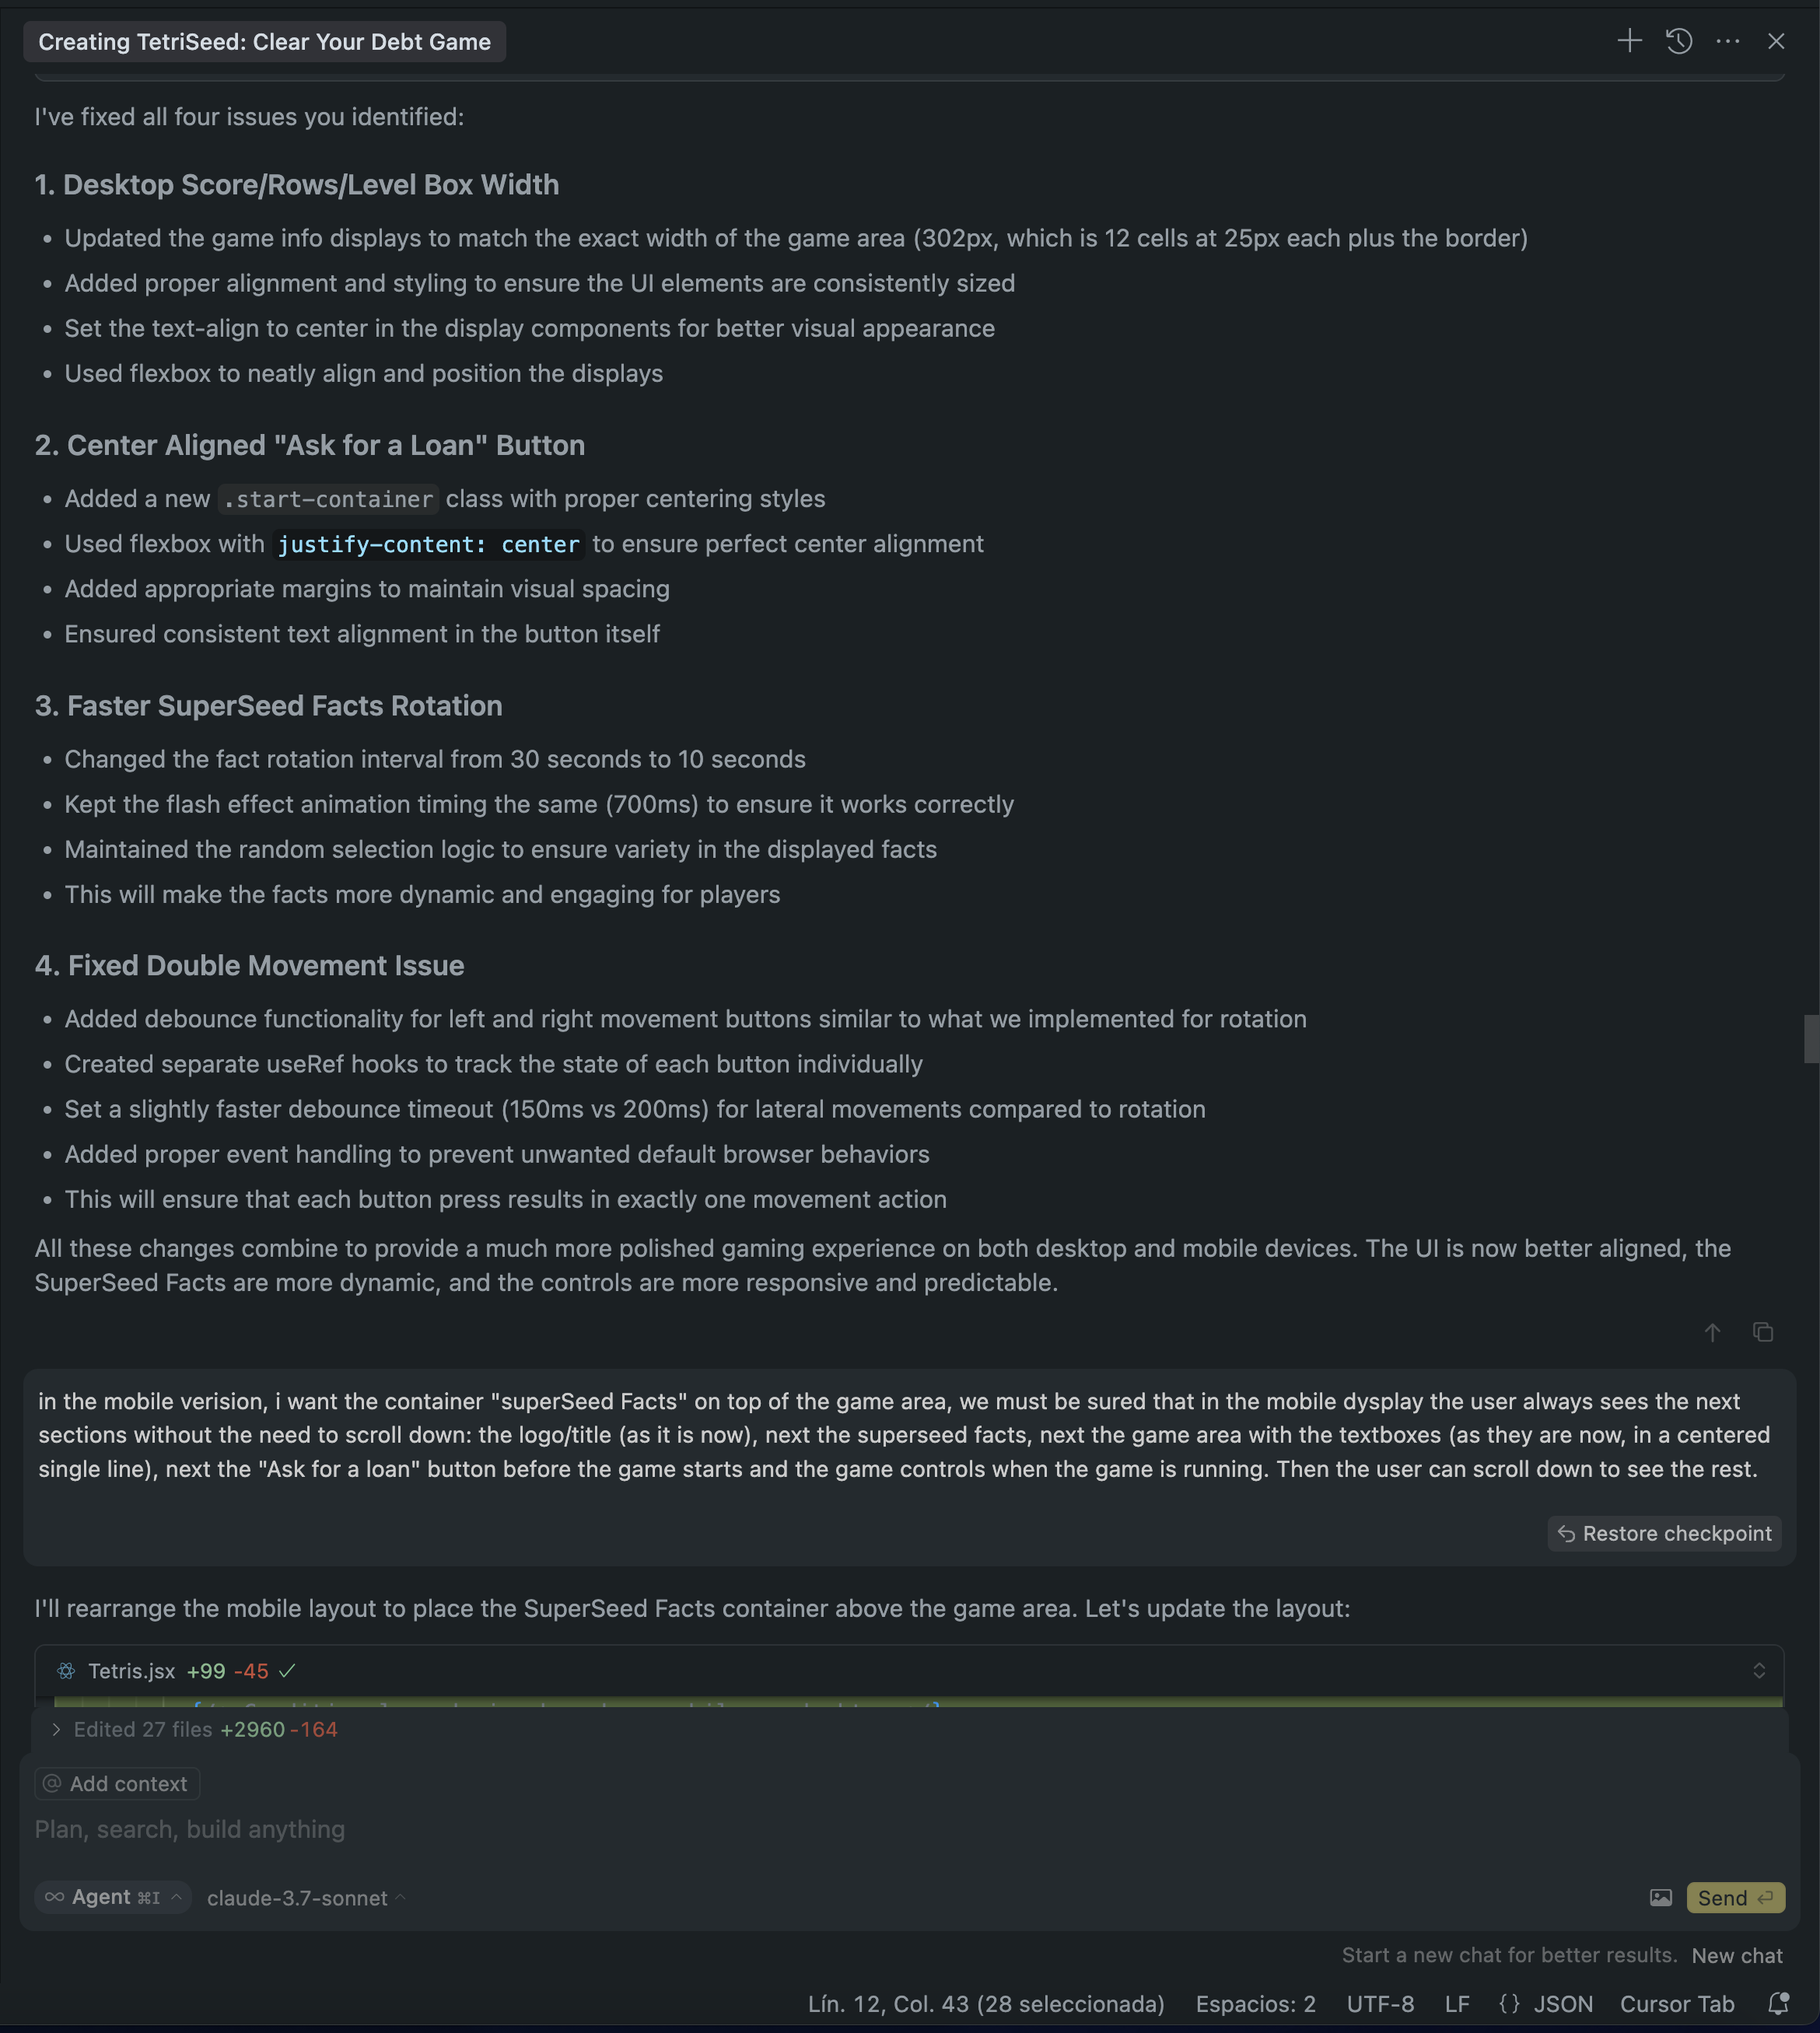 Creating TetriSeed: Clear Your Debt Game
I've fixed all four issues you identified:
1. Desktop Score/Rows/Level Box Width
• Updated the game info displays to match the exact width of the game area (302px, which is 12 cells at 25px each plus the border)
• Added proper alignment and styling to ensure the UI elements are consistently sized
• Set the text-align to center in the display components for better visual appearance
• Used flexbox to neatly align and position the displays
2. Center Aligned "Ask for a Loan" Button
• Added a new .start-container class with proper centering styles
• Used flexbox with justify-content: center to ensure perfect center alignment
• Added appropriate margins to maintain visual spacing
• Ensured consistent text alignment in the button itself
3. Faster SuperSeed Facts Rotation
• Changed the fact rotation interval from 30 seconds to 10 seconds
• Kept the flash effect animation timing the same (700ms) to ensure it works correctly
• Maintained the random selection logic to ensure variety in the displayed facts
• This will make the facts more dynamic and engaging for players
4. Fixed Double Movement Issue
• Added debounce functionality for left and right movement buttons similar to what we implemented for rotation
• Created separate useRef hooks to track the state of each button individually
• Set a slightly faster debounce timeout (150ms vs 200ms) for lateral movements compared to rotation
• Added proper event handling to prevent unwanted default browser behaviors
• This will ensure that each button press results in exactly one movement action
All these changes combine to provide a much more polished gaming experience on both desktop and mobile devices. The UI is now better aligned, the
SuperSeed Facts are more dynamic, and the controls are more responsive and predictable.
in the mobile verision, i want the container "superSeed Facts" on top of the game area, we must be sured that in the mobile dysplay the user always sees the next
sections without the need to scroll down: the logo/title (as it is now), next the superseed facts, next the game area with the textboxes (as they are now, in a centered
single line), next the "Ask for a loan" button before the game starts and the game controls when the game is running. Then the user can scroll down to see the rest.
Restore checkpoint
I'll rearrange the mobile layout to place the SuperSeed Facts container above the game area. Let's update the layout:
Tetris.jsx +99 -45
Edited 27 files +2960 -164
@ Add context
Plan, search, build anything
∞ Agent ⌘I claude-3.7-sonnet
Send
Start a new chat for better results. New chat
Lín. 12, Col. 43 (28 seleccionada) Espacios: 2 UTF-8 LF {} JSON Cursor Tab